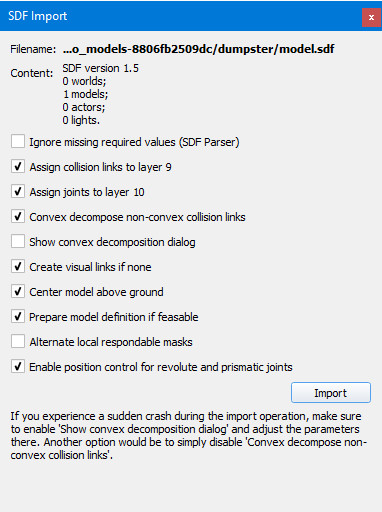 SDF Import
x
Filename: ...o_models-8806fb2509dc/dumpster/model.sdf
Content: SDF version 1.5
0 worlds;
1 models;
0 actors;
0 lights.
Ignore missing required values (SDF Parser)
Assign collision links to layer 9
Assign joints to layer 10
Convex decompose non-convex collision links
Show convex decomposition dialog
Create visual links if none
Center model above ground
Prepare model definition if feasable
Alternate local respondable masks
Enable position control for revolute and prismatic joints
Import
If you experience a sudden crash during the import operation, make sure
to enable 'Show convex decomposition dialog' and adjust the parameters
there. Another option would be to simply disable 'Convex decompose non-
convex collision links'.